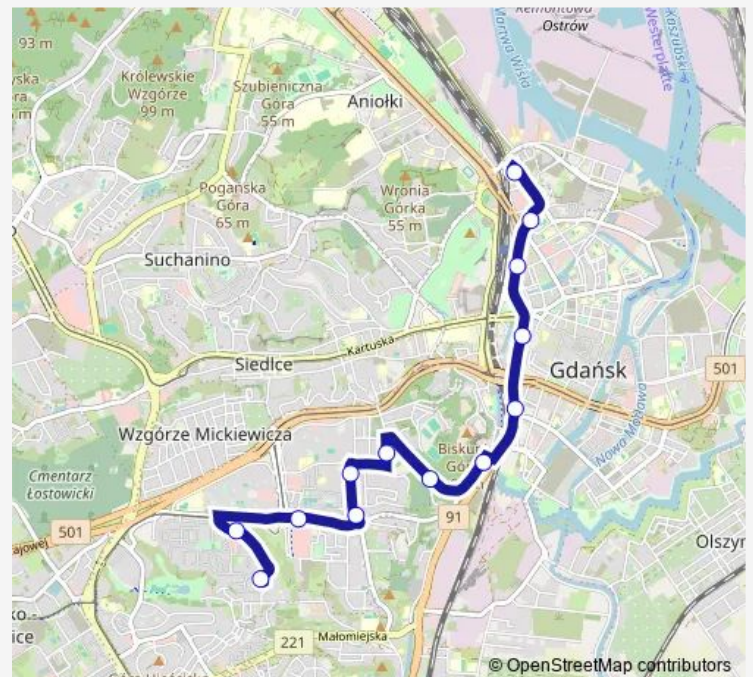 Remontowa
Ostrów
93 m
Królewskie
Wzgórze
99 m
Szubieniczna
Góra
55 m
Aniołki
Martwa Wisła
Westerplatte
Kaszubski
Pogańska
Góra
65 m
Wronia
Górka
55 m
Suchanino
Siedlce
Kartuska
Gdańsk
501
Wzgórze Mickiewicza
Nowa Motława
Cmentarz
Łostowicki
501
91
ajowej
Olszyn
ice
221
Małomiejska
© OpenStreetMap contributors